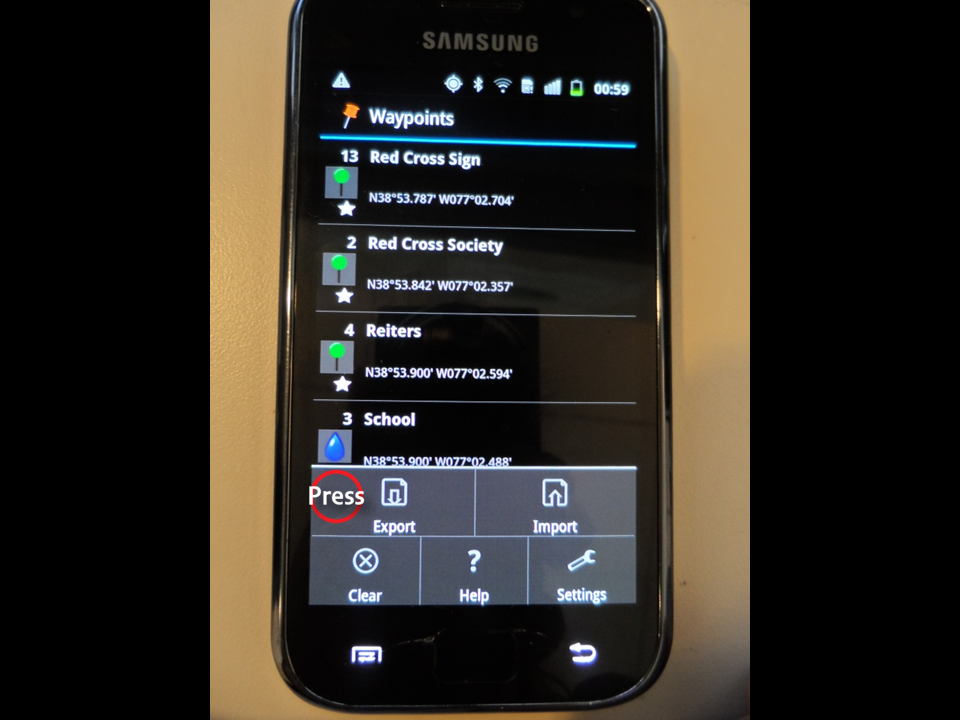 SAMSUNG
00:59
Waypoints
13 Red Cross Sign
N38°53.787' W077°02.704'
2 Red Cross Society
N38°53.842' W077°02.357'
4 Reiters
N38°53.900' W077°02.594'
3 School
N38°53.900' W077°02.488'
Press
Export Import
Clear Help Settings